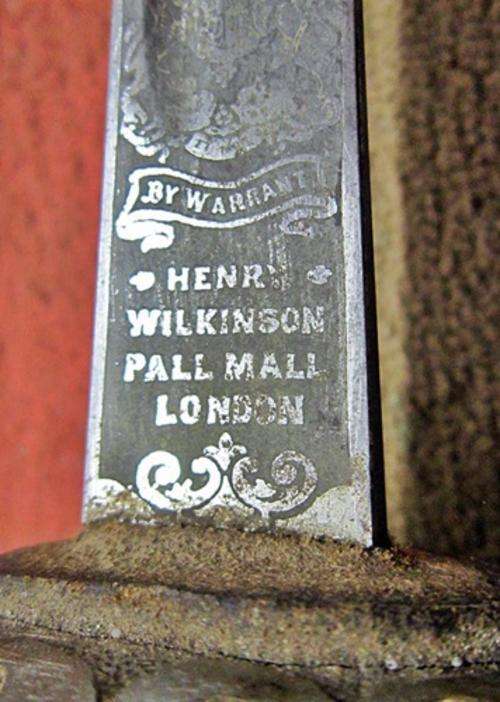 BY WARRANT
HENRY
WILKINSON
PALL MALL
LONDON